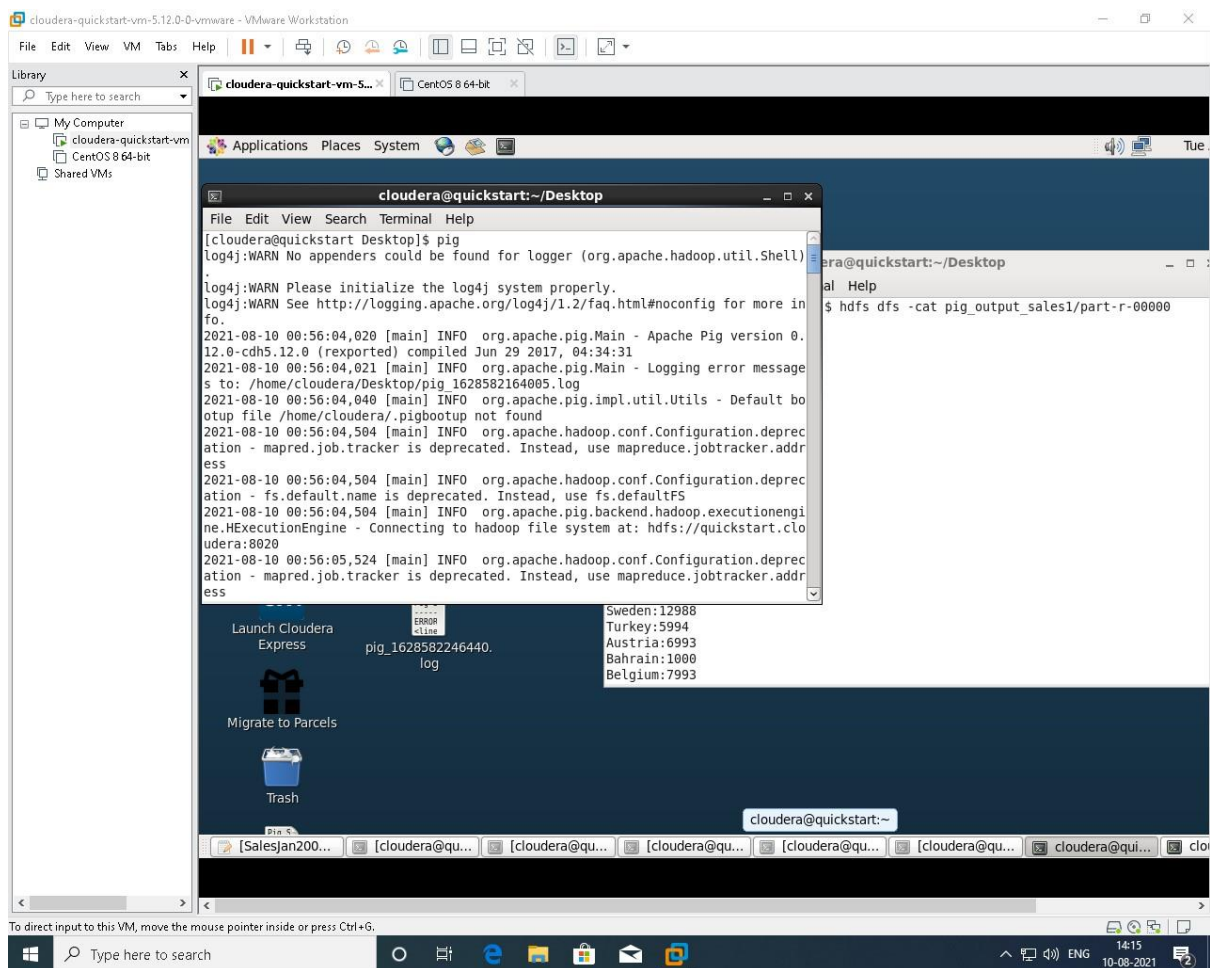 cloudera-quickstart-vm-5.12.0-0-vmware - VMware Workstation
File Edit View VM Tabs Help
Library
Type here to search
My Computer
cloudera-quickstart-vm
CentOS 8 64-bit
Shared VMs
cloudera-quickstart-vm-5...
CentOS 8 64-bit
Applications Places System
Tue
cloudera@quickstart:~/Desktop
File Edit View Search Terminal Help
[cloudera@quickstart Desktop]$ pig
log4j:WARN No appenders could be found for logger (org.apache.hadoop.util.Shell)
.
log4j:WARN Please initialize the log4j system properly.
log4j:WARN See http://logging.apache.org/log4j/1.2/faq.html#noconfig for more in
fo.
2021-08-10 00:56:04,020 [main] INFO  org.apache.pig.Main - Apache Pig version 0.
12.0-cdh5.12.0 (rexported) compiled Jun 29 2017, 04:34:31
2021-08-10 00:56:04,021 [main] INFO  org.apache.pig.Main - Logging error message
s to: /home/cloudera/Desktop/pig_1628582164005.log
2021-08-10 00:56:04,040 [main] INFO  org.apache.pig.impl.util.Utils - Default bo
otup file /home/cloudera/.pigbootup not found
2021-08-10 00:56:04,504 [main] INFO  org.apache.hadoop.conf.Configuration.deprec
ation - mapred.job.tracker is deprecated. Instead, use mapreduce.jobtracker.addr
ess
2021-08-10 00:56:04,504 [main] INFO  org.apache.hadoop.conf.Configuration.deprec
ation - fs.default.name is deprecated. Instead, use fs.defaultFS
2021-08-10 00:56:04,504 [main] INFO  org.apache.pig.backend.hadoop.executionengi
ne.HExecutionEngine - Connecting to hadoop file system at: hdfs://quickstart.clo
udera:8020
2021-08-10 00:56:05,524 [main] INFO  org.apache.hadoop.conf.Configuration.deprec
ation - mapred.job.tracker is deprecated. Instead, use mapreduce.jobtracker.addr
ess
era@quickstart:~/Desktop
al Help
$ hdfs dfs -cat pig_output_sales1/part-r-00000
Sweden:12988
Turkey:5994
Austria:6993
Bahrain:1000
Belgium:7993
Launch Cloudera
Express
ERROR
<line
pig_1628582246440.
log
Migrate to Parcels
Trash
cloudera@quickstart:~
[SalesJan200... [cloudera@qu... [cloudera@qu... [cloudera@qu... [cloudera@qu... [cloudera@qu... cloudera@qui... clo
To direct input to this VM, move the mouse pointer inside or press Ctrl+G.
Type here to search
ENG
14:15
10-08-2021
2